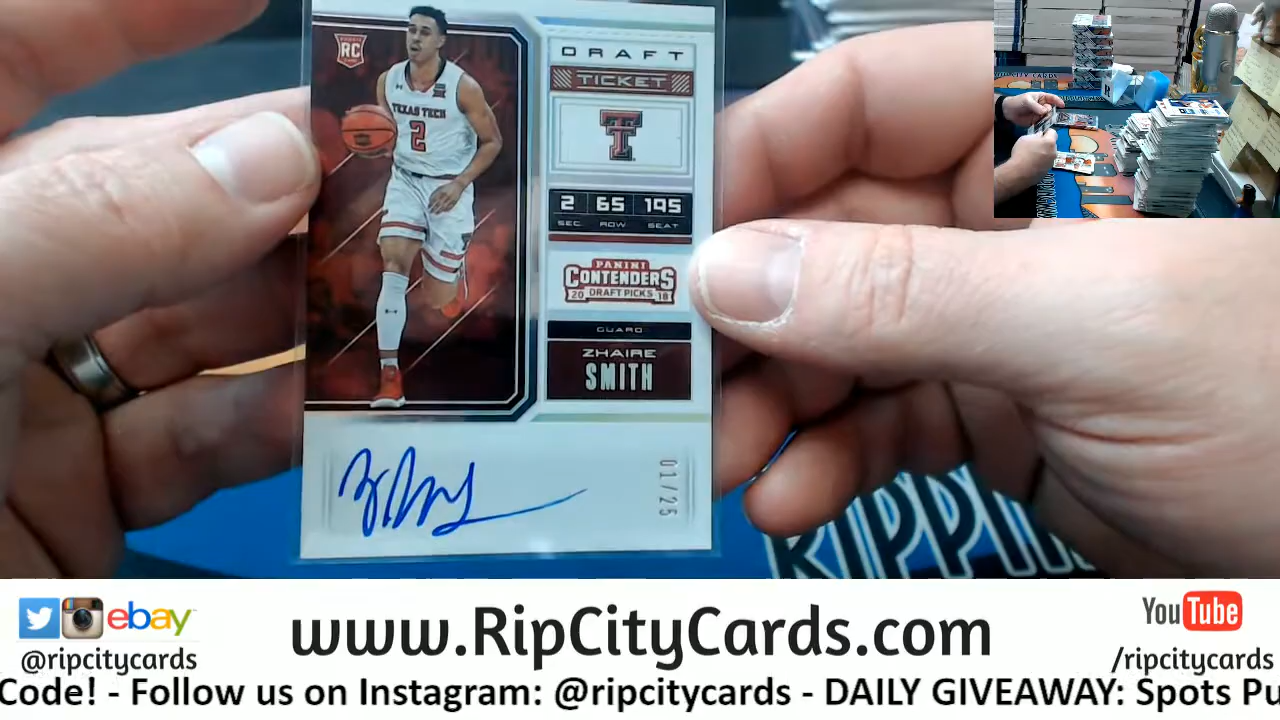 RC
TEXAS TECH
2
DRAFT
TICKET
2 65 195
SEC. ROW SEAT
PANINI
CONTENDERS
20 DRAFT PICKS 18
GUARD
ZHAIRE
SMITH
01/25
RIPPIN
ebay
@ripcitycards
www.RipCityCards.com
YouTube
/ripcitycards
Code! - Follow us on Instagram: @ripcitycards - DAILY GIVEAWAY: Spots Pu